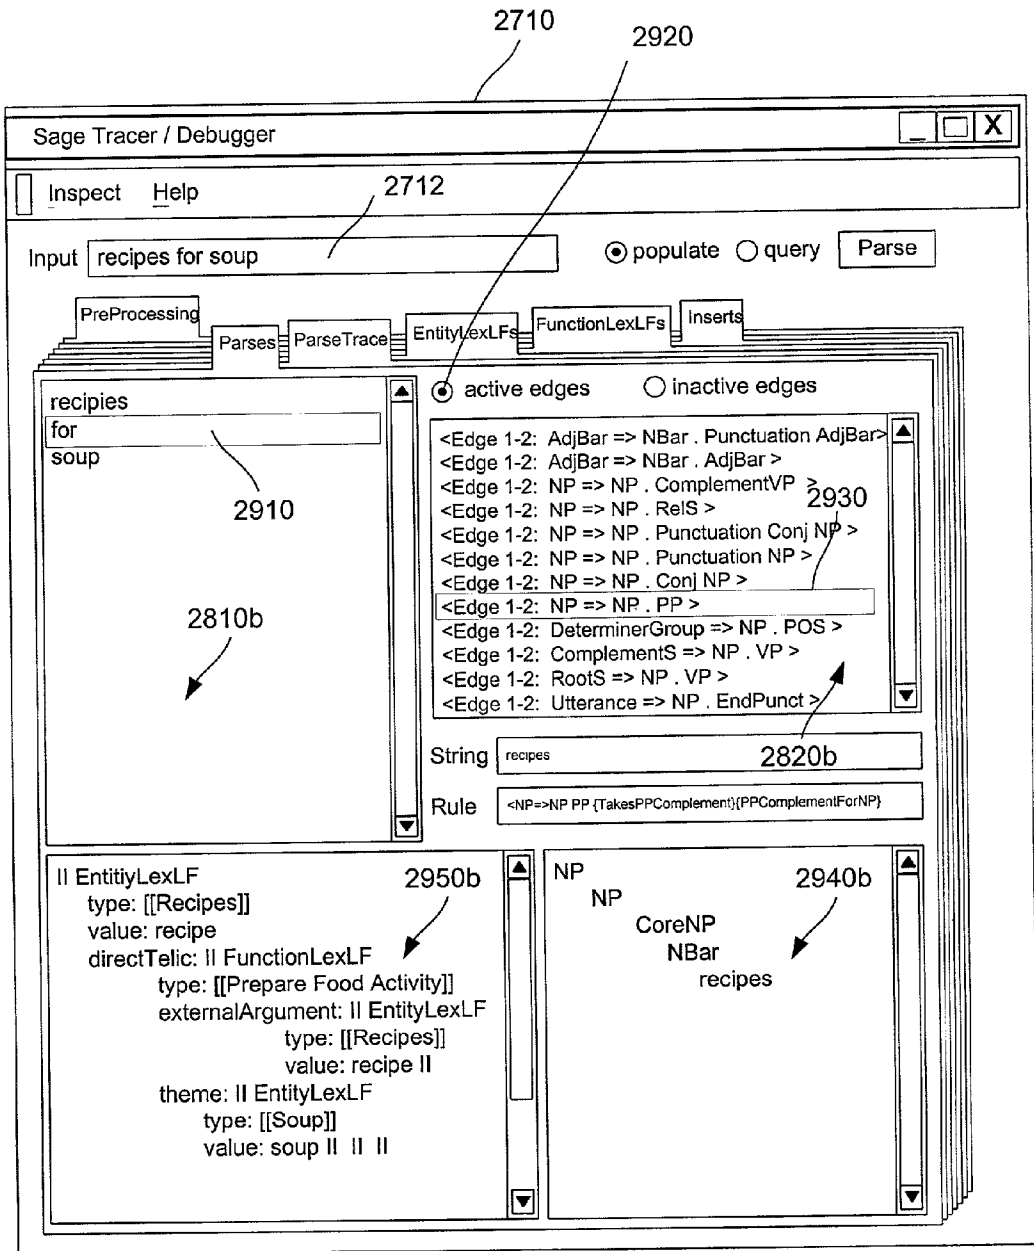 2710
2920
Sage Tracer / Debugger
_ X
Inspect Help
2712
Input recipes for soup populate query Parse
PreProcessing
Parses ParseTrace EntityLexLFs FunctionLexLFs Inserts
active edges inactive edges
recipies
for
soup
2910
2810b
<Edge 1-2: AdjBar => NBar . Punctuation AdjBar>
<Edge 1-2: AdjBar => NBar . AdjBar >
<Edge 1-2: NP => NP . ComplementVP >
2930
<Edge 1-2: NP => NP . RelS >
<Edge 1-2: NP => NP . Punctuation Conj NP >
<Edge 1-2: NP => NP . Punctuation NP >
<Edge 1-2: NP => NP . Conj NP >
<Edge 1-2: NP => NP . PP >
<Edge 1-2: DeterminerGroup => NP . POS >
<Edge 1-2: ComplementS => NP . VP >
<Edge 1-2: RootS => NP . VP >
<Edge 1-2: Utterance => NP . EndPunct >
String recipes
2820b
Rule <NP=>NP PP {TakesPPComplement}{PPComplementForNP}
II EntitiyLexLF
2950b
type: [[Recipes]]
value: recipe
directTelic: II FunctionLexLF
type: [[Prepare Food Activity]]
externalArgument: II EntityLexLF
type: [[Recipes]]
value: recipe II
theme: II EntityLexLF
type: [[Soup]]
value: soup II II II
NP
2940b
NP
CoreNP
NBar
recipes